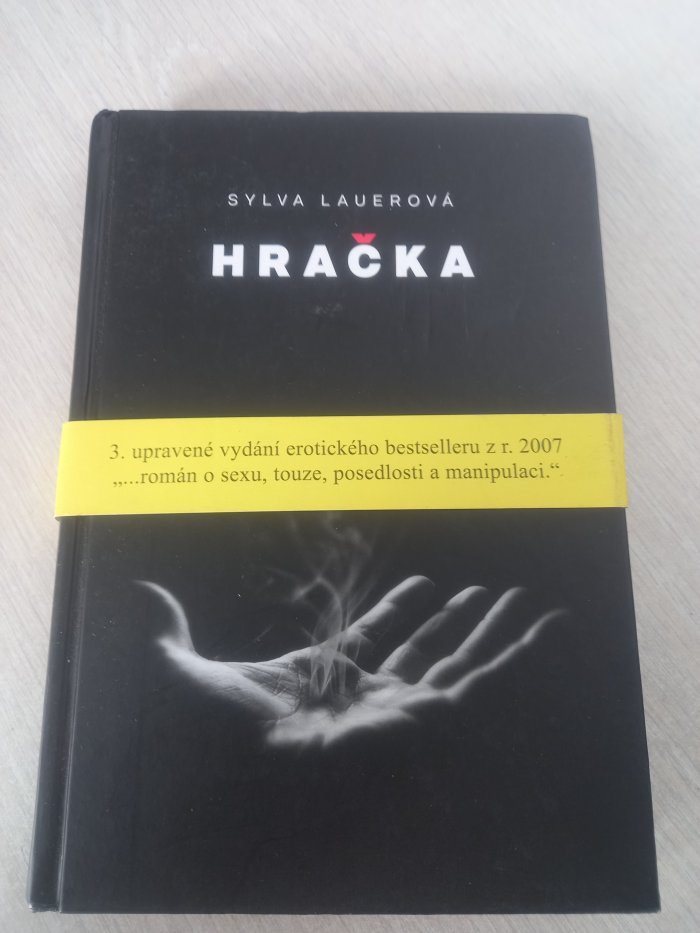 SYLVA LAUEROVÁ
HRAČKA
3. upravené vydání erotického bestselleru z r. 2007
„...román o sexu, touze, posedlosti a manipulaci.“